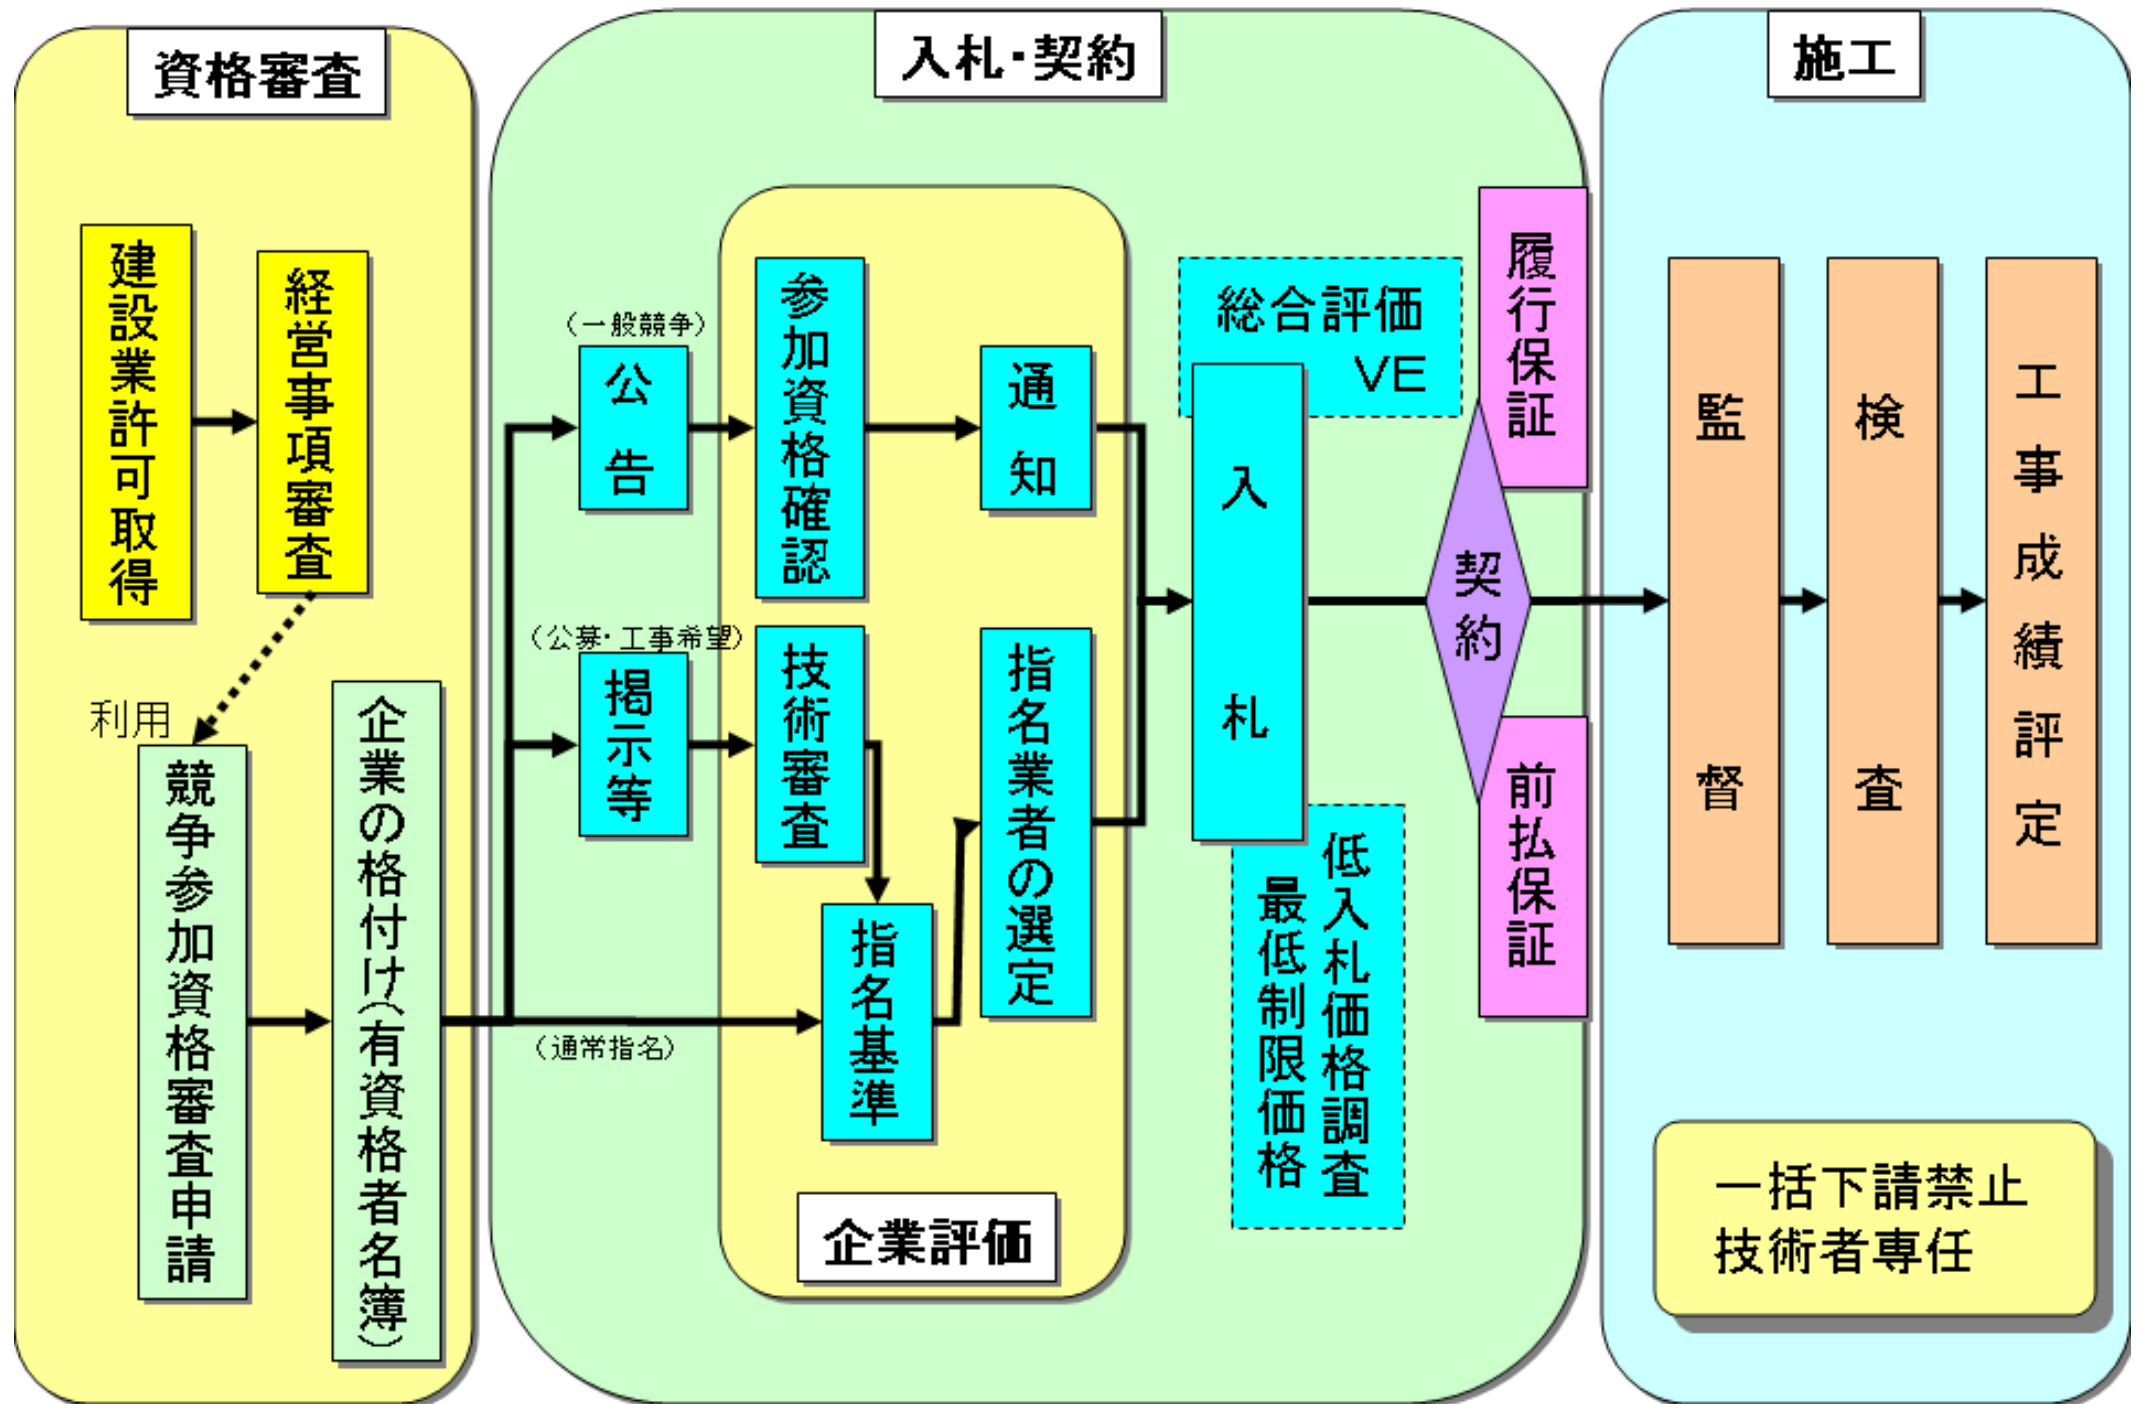 資格審査
建設業許可取得
経営事項審査
利用
競争参加資格審査申請
企業の格付け(有資格者名簿)
入札・契約
(一般競争)
公告
参加資格確認
通知
(公募・工事希望)
掲示等
技術審査
指名業者の選定
(通常指名)
指名基準
企業評価
総合評価
VE
入札
低入札価格調査
最低制限価格
履行保証
契約
前払保証
施工
監督
検査
工事成績評定
一括下請禁止
技術者専任